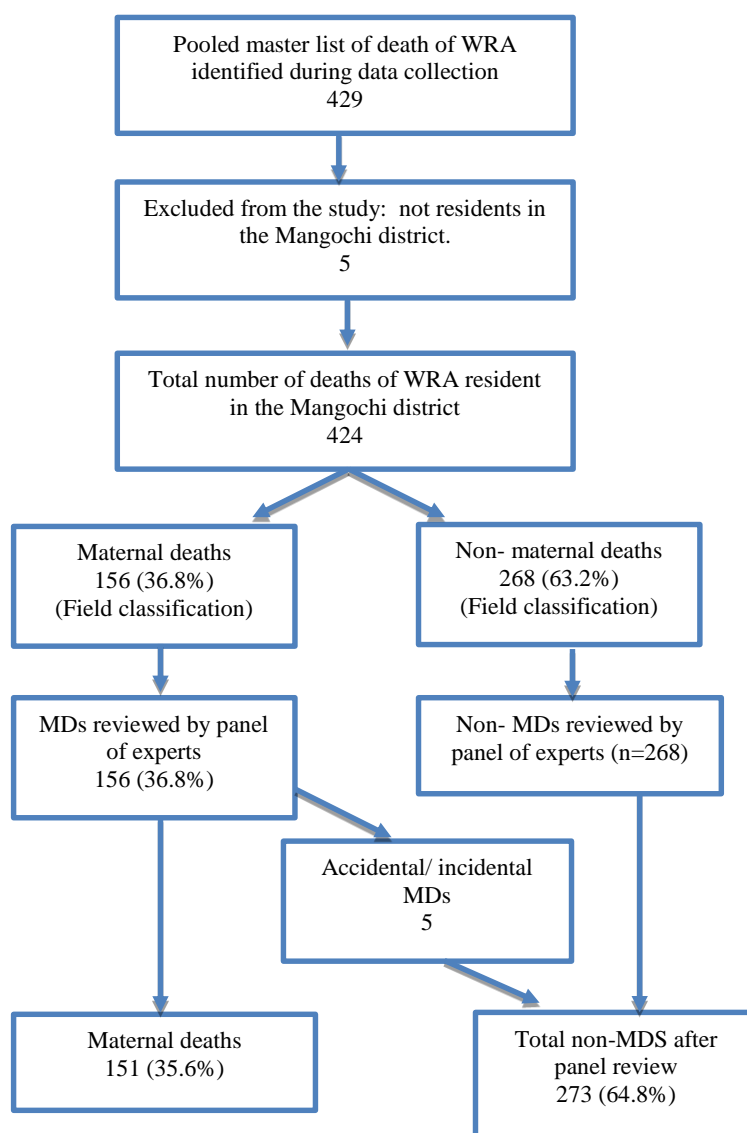 Pooled master list of death of WRA
identified during data collection
429
Excluded from the study:  not residents in
the Mangochi district.
5
Total number of deaths of WRA resident
in the Mangochi district
424
Maternal deaths
156 (36.8%)
(Field classification)
Non- maternal deaths
268 (63.2%)
(Field classification)
MDs reviewed by panel
of experts
156 (36.8%)
Non- MDs reviewed by
panel of experts (n=268)
Accidental/ incidental
MDs
5
Maternal deaths
151 (35.6%)
Total non-MDS after
panel review
273 (64.8%)